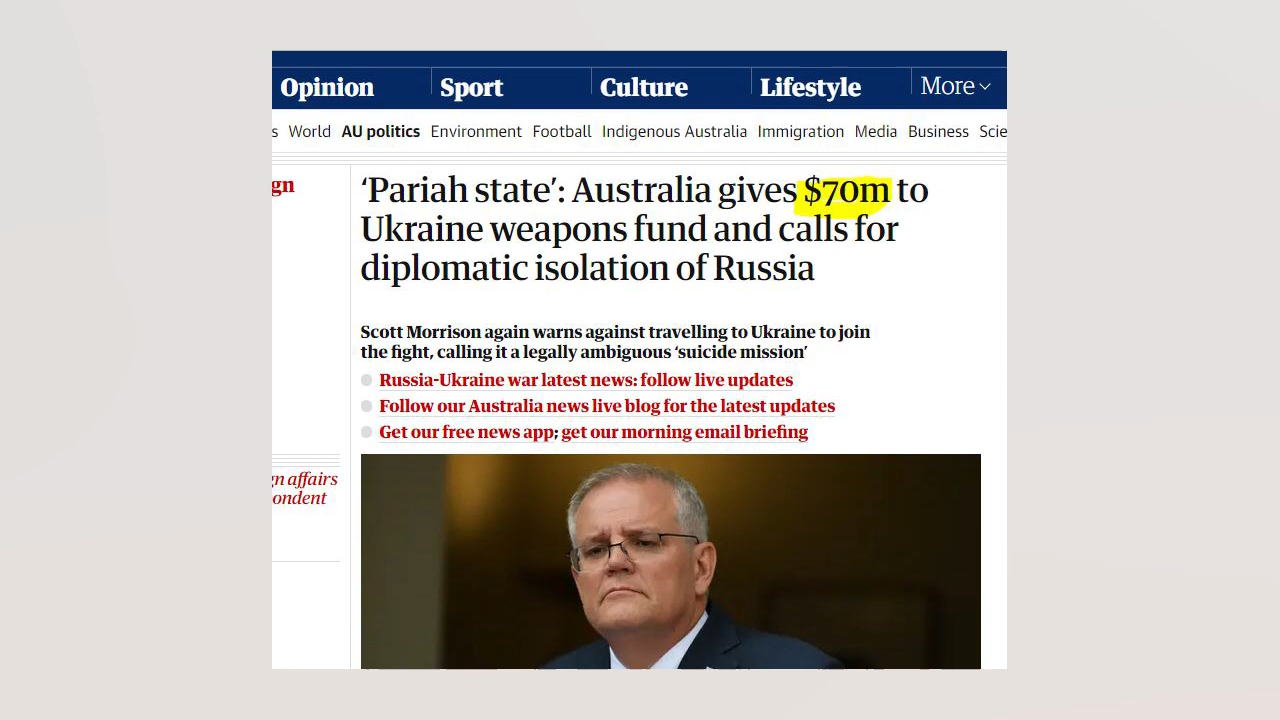 Opinion Sport Culture Lifestyle More
World AU politics Environment Football Indigenous Australia Immigration Media Business
‘Pariah state’: Australia gives $70m to
Ukraine weapons fund and calls for
diplomatic isolation of Russia
Scott Morrison again warns against travelling to Ukraine to join
the fight, calling it a legally ambiguous ‘suicide mission’
Russia-Ukraine war latest news: follow live updates
Follow our Australia news live blog for the latest updates
Get our free news app; get our morning email briefing
affairs